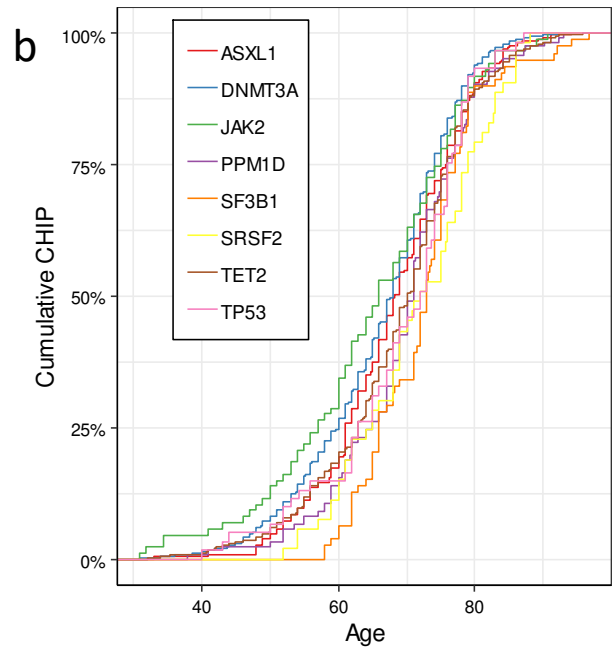 b
100%
75%
50%
25%
0%
Cumulative CHIP
ASXL1
DNMT3A
JAK2
PPM1D
SF3B1
SRSF2
TET2
TP53
40 60 80
Age